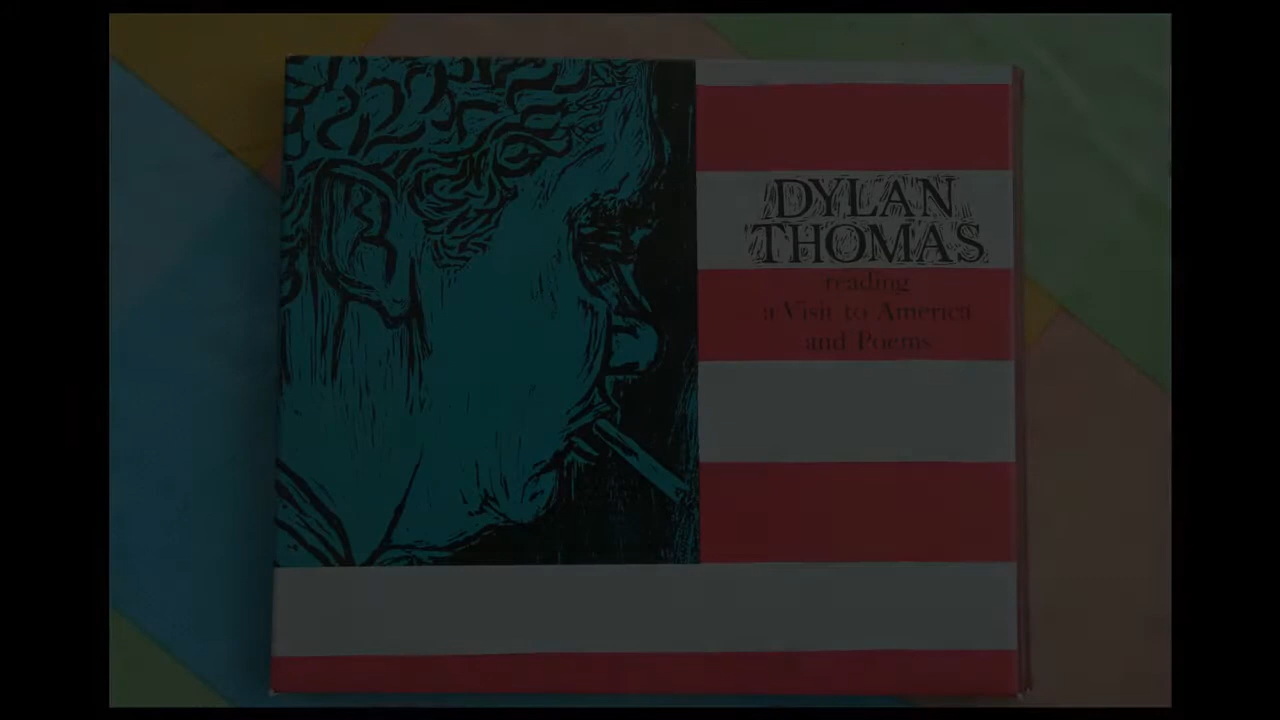 DYLAN
THOMAS
reading
a Visit to America
and Poems